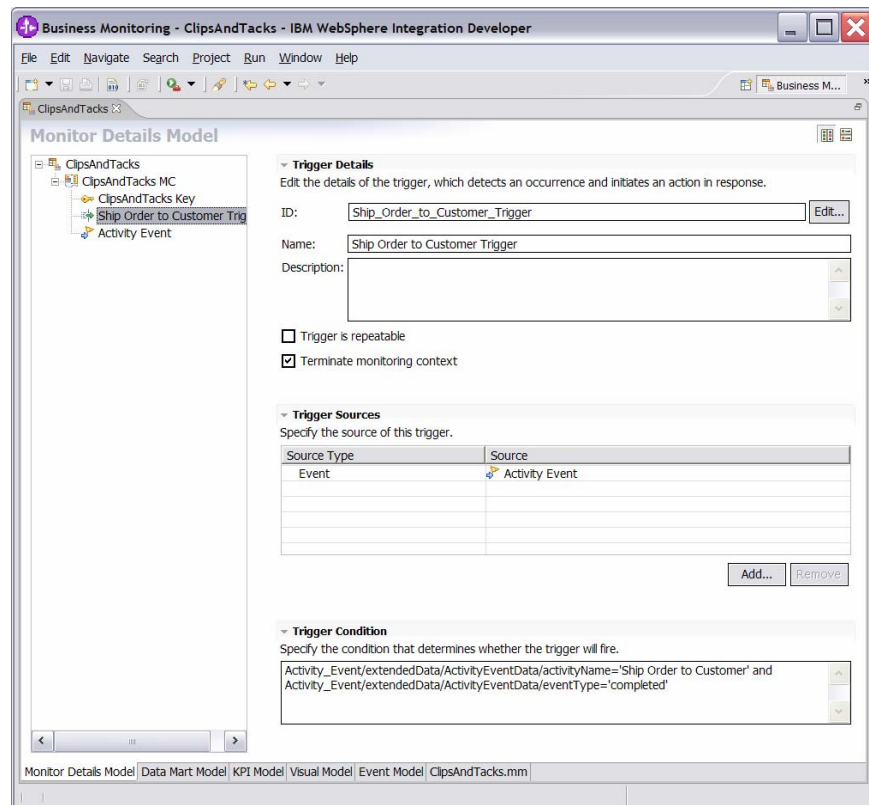 Business Monitoring - ClipsAndTacks - IBM WebSphere Integration Developer
File Edit Navigate Search Project Run Window Help
Business M... »
ClipsAndTacks
Monitor Details Model
ClipsAndTacks
ClipsAndTacks MC
ClipsAndTacks Key
Ship Order to Customer Trig
Activity Event
Trigger Details
Edit the details of the trigger, which detects an occurrence and initiates an action in response.
ID: Ship_Order_to_Customer_Trigger Edit...
Name: Ship Order to Customer Trigger
Description:
Trigger is repeatable
Terminate monitoring context
Trigger Sources
Specify the source of this trigger.
Source Type Source
Event Activity Event
Add... Remove
Trigger Condition
Specify the condition that determines whether the trigger will fire.
Activity_Event/extendedData/ActivityEventData/activityName='Ship Order to Customer' and
Activity_Event/extendedData/ActivityEventData/eventType='completed'
Monitor Details Model Data Mart Model KPI Model Visual Model Event Model ClipsAndTacks.mm